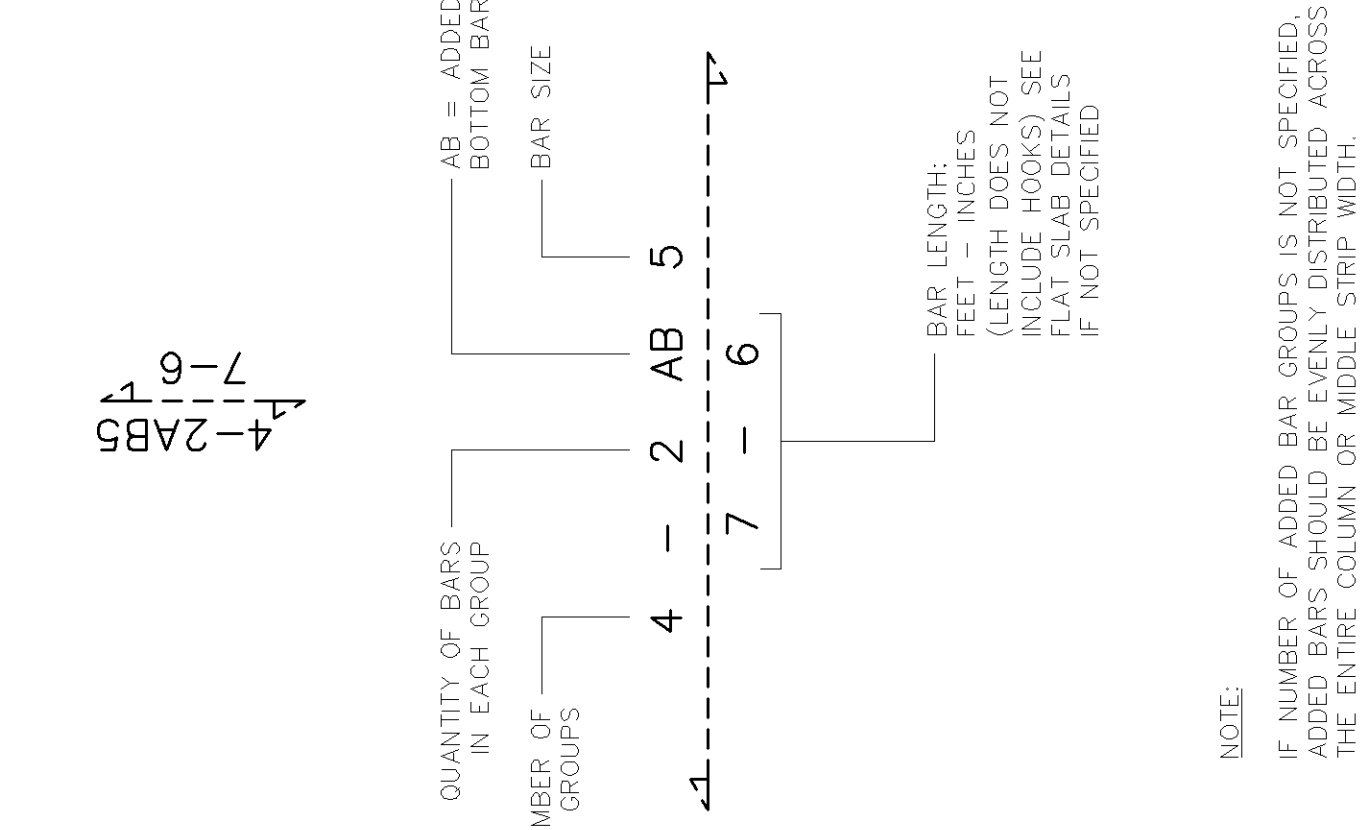 4-2AB5
7-6
QUANTITY OF BARS
IN EACH GROUP
MBER OF
GROUPS
AB = ADDED
BOTTOM BAR
BAR SIZE
4 - 2 AB 5
7 - 6
BAR LENGTH:
FEET - INCHES
(LENGTH DOES NOT
INCLUDE HOOKS) SEE
FLAT SLAB DETAILS
IF NOT SPECIFIED
NOTE:
IF NUMBER OF ADDED BAR GROUPS IS NOT SPECIFIED,
ADDED BARS SHOULD BE EVENLY DISTRIBUTED ACROSS
THE ENTIRE COLUMN OR MIDDLE STRIP WIDTH.